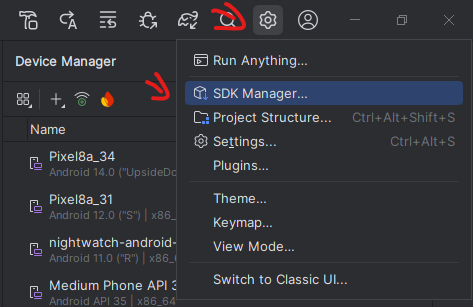 Device Manager
Run Anything...
SDK Manager...
Project Structure... Ctrl+Alt+Shift+S
Settings... Ctrl+Alt+S
Plugins...
Theme...
Keymap...
View Mode...
Switch to Classic UI...
Name
Pixel8a_34
Android 14.0 ("UpsideDo
Pixel8a_31
Android 12.0 ("S") | x86_
nightwatch-android-
Android 11.0 ("R") | x86_6
Medium Phone API 3
API 35 | x86_64